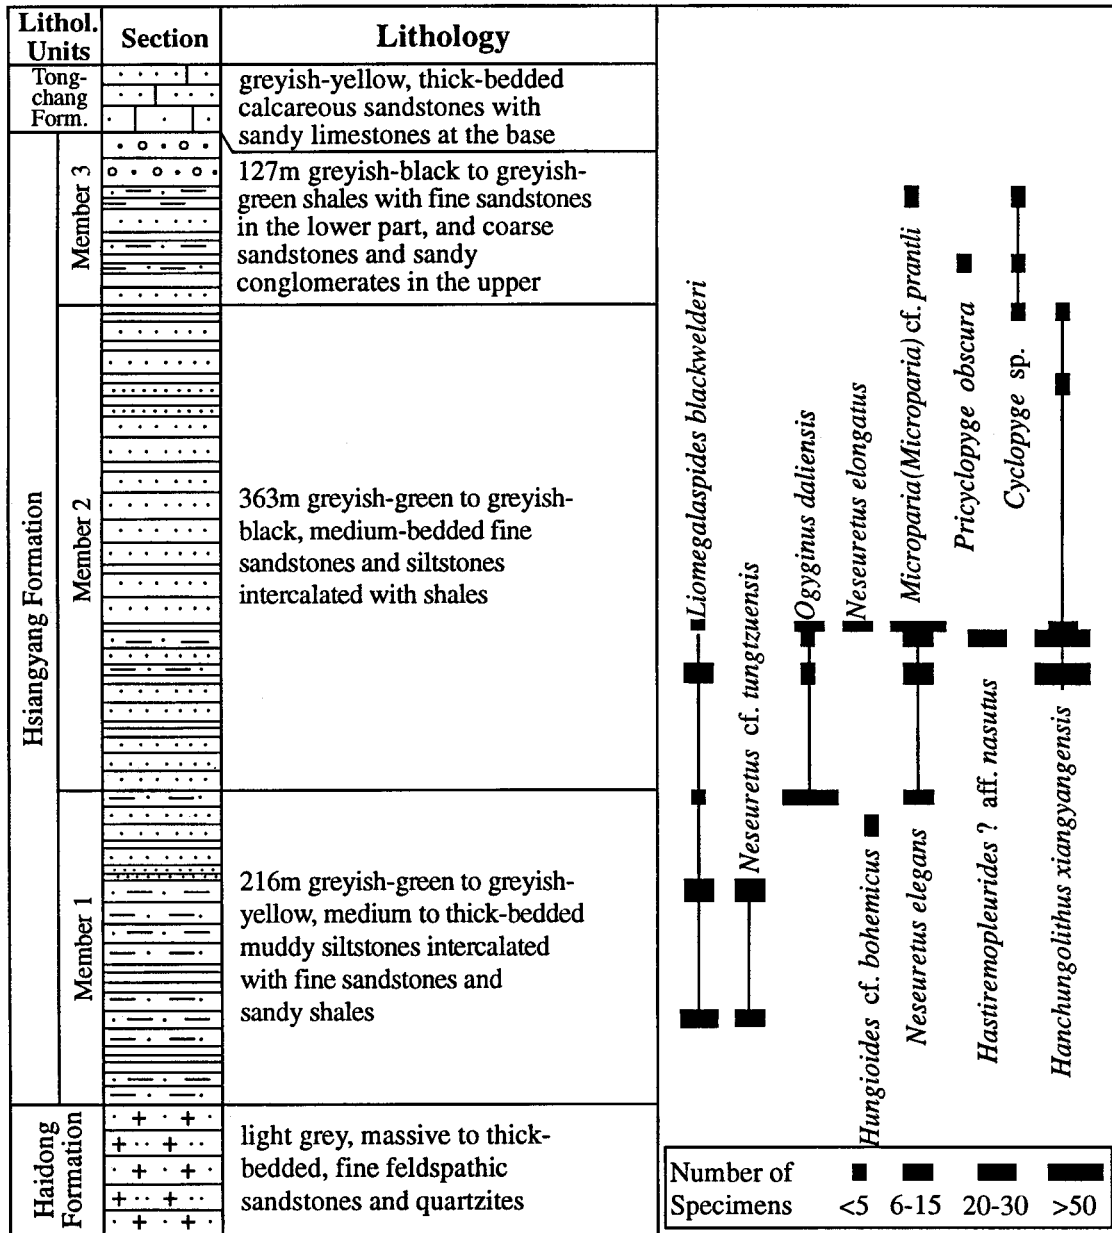 Lithol. Units
Section
Lithology
Tong-
chang
Form.
greyish-yellow, thick-bedded
calcareous sandstones with
sandy limestones at the base
Hsiangyang Formation
Member 3
127m greyish-black to greyish-
green shales with fine sandstones
in the lower part, and coarse
sandstones and sandy
conglomerates in the upper
Member 2
363m greyish-green to greyish-
black, medium-bedded fine
sandstones and siltstones
intercalated with shales
Member 1
216m greyish-green to greyish-
yellow, medium to thick-bedded
muddy siltstones intercalated
with fine sandstones and
sandy shales
Haidong
Formation
light grey, massive to thick-
bedded, fine feldspathic
sandstones and quartzites
Liomegalaspides blackwelderi
Neseuretus cf. tungtzuensis
Ogyginus daliensis
Neseuretus elongatus
Hungioides cf. bohemicus
Microparia (Microparia) cf. prantli
Neseuretus elegans
Pricyclopyge obscura
Hastiremopleurides ? aff. nasutus
Cyclopyge sp.
Hanchungolithus xiangyangensis
Number of
Specimens
<5 6-15 20-30 >50